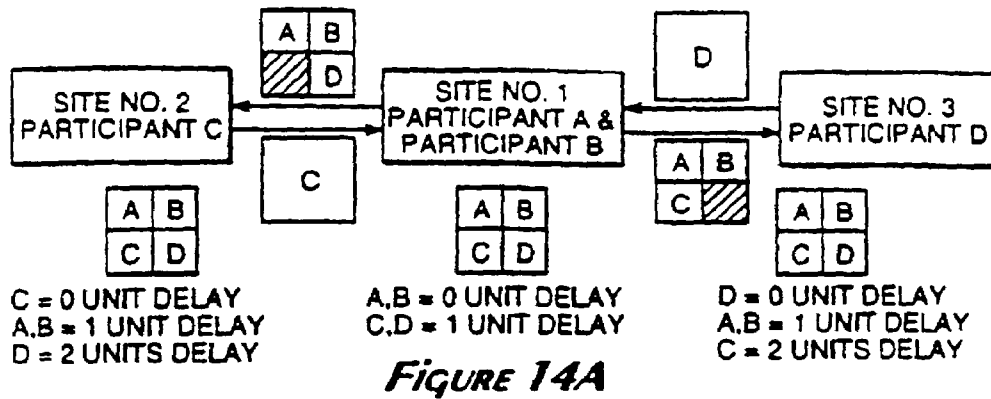 A B
D
D
SITE NO. 2
PARTICIPANT C
SITE NO. 1
PARTICIPANT A &
PARTICIPANT B
SITE NO. 3
PARTICIPANT D
C
A B
C
A B
C D
A B
C D
A B
C D
C = 0 UNIT DELAY
A,B = 1 UNIT DELAY
D = 2 UNITS DELAY
A,B = 0 UNIT DELAY
C,D = 1 UNIT DELAY
D = 0 UNIT DELAY
A,B = 1 UNIT DELAY
C = 2 UNITS DELAY
FIGURE 14A